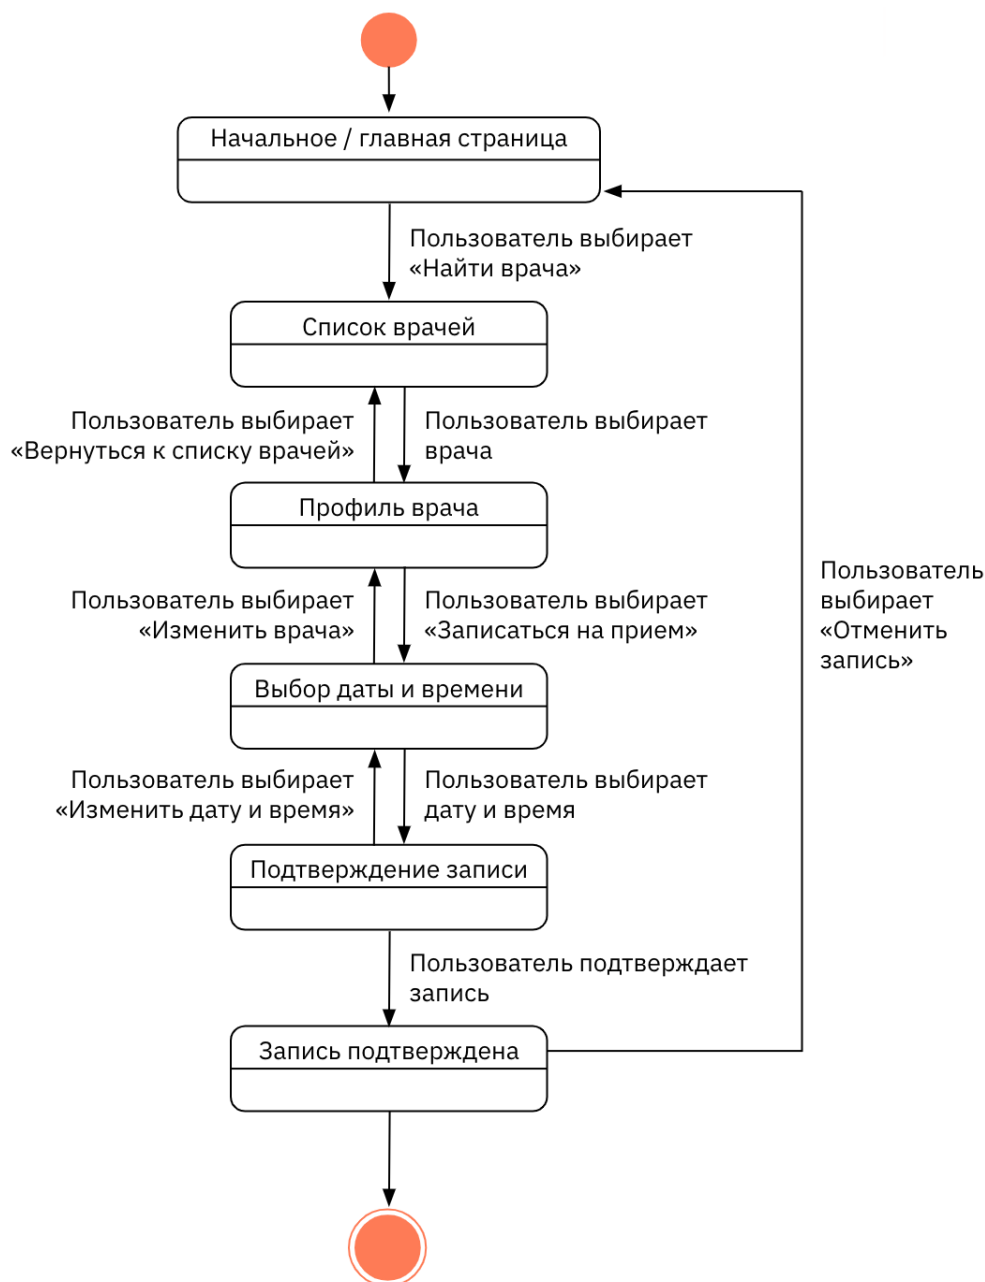 Начальное / главная страница
Пользователь выбирает
«Найти врача»
Список врачей
Пользователь выбирает
«Вернуться к списку врачей»
Пользователь выбирает
врача
Профиль врача
Пользователь выбирает
«Изменить врача»
Пользователь выбирает
«Записаться на прием»
Пользователь
выбирает
«Отменить
запись»
Выбор даты и времени
Пользователь выбирает
«Изменить дату и время»
Пользователь выбирает
дату и время
Подтверждение записи
Пользователь подтверждает
запись
Запись подтверждена